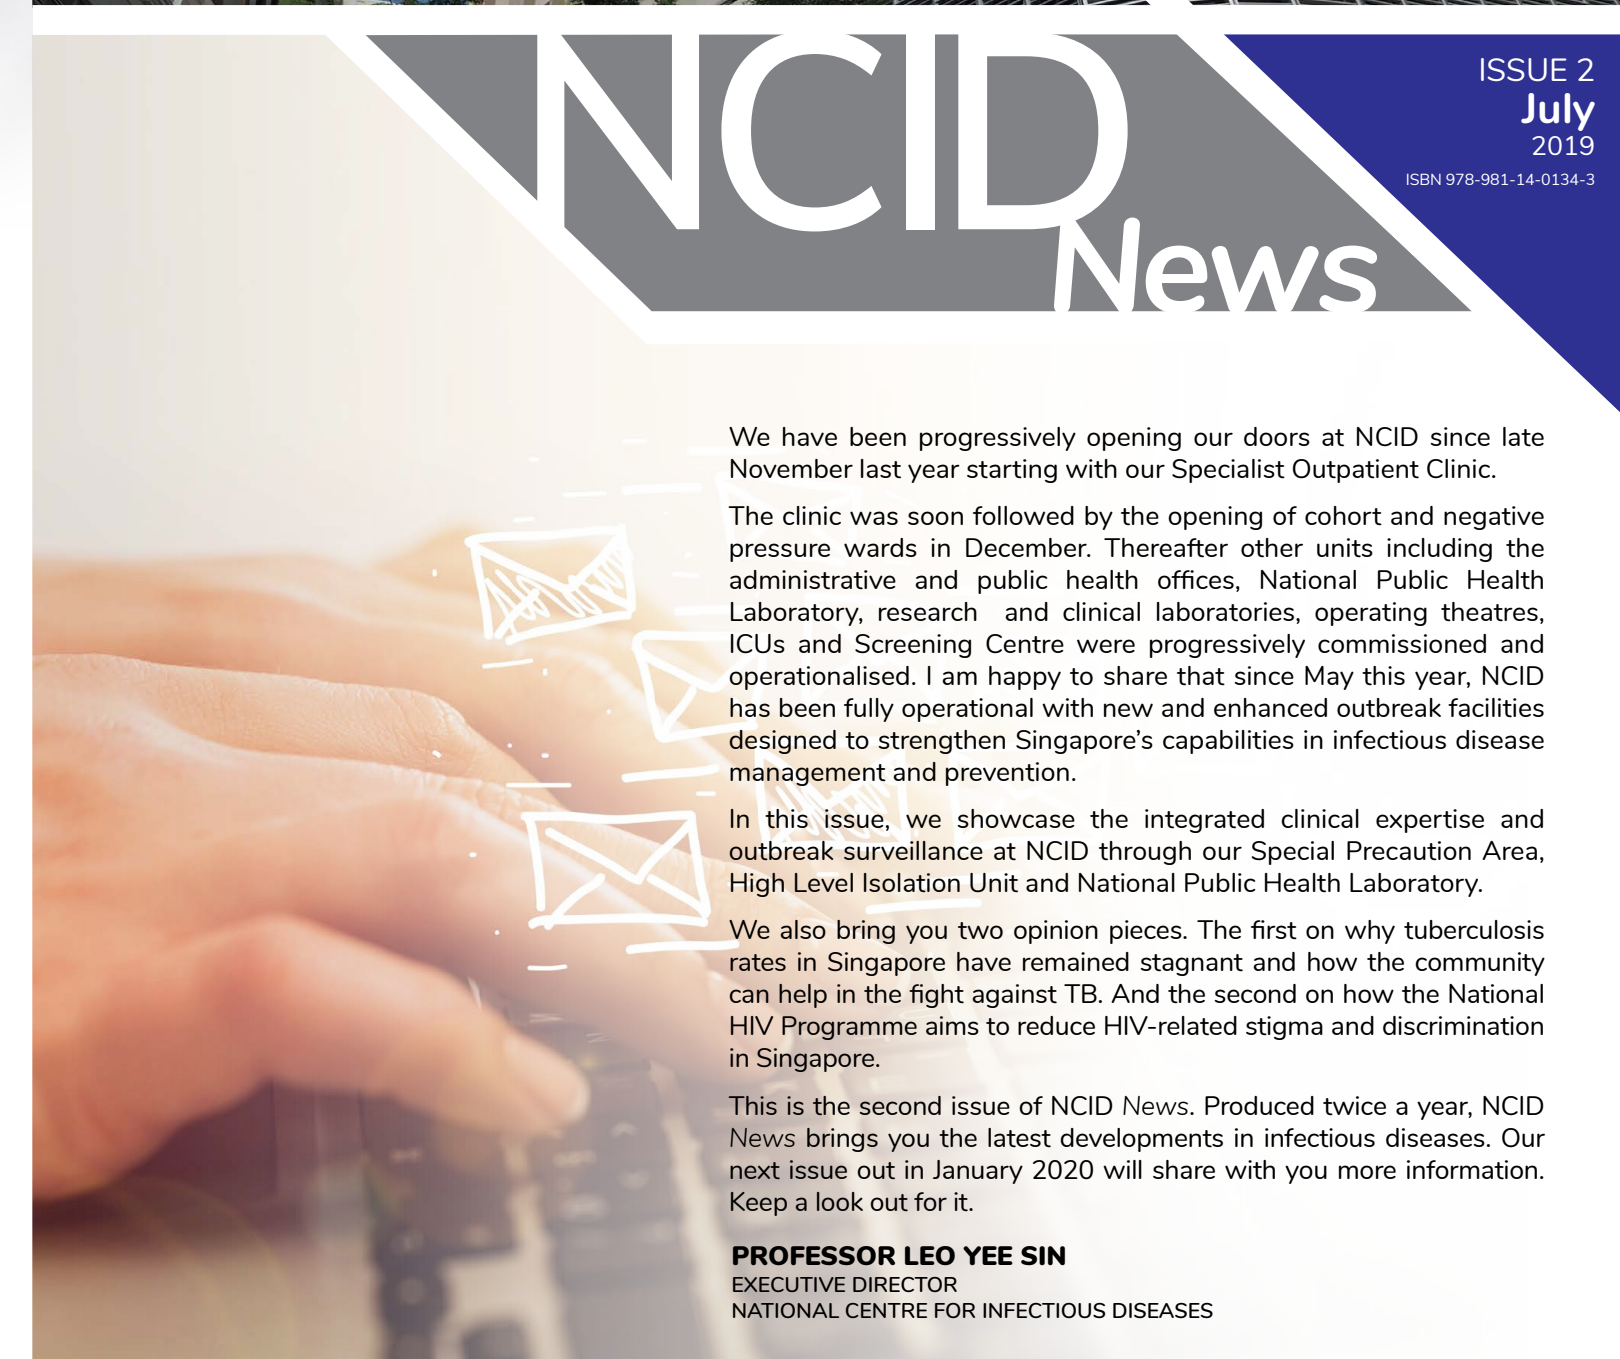 NCID
News
ISSUE 2
July
2019
ISBN 978-981-14-0134-3
We have been progressively opening our doors at NCID since late
November last year starting with our Specialist Outpatient Clinic.
The clinic was soon followed by the opening of cohort and negative
pressure wards in December. Thereafter other units including the
administrative and public health offices, National Public Health
Laboratory, research and clinical laboratories, operating theatres,
ICUs and Screening Centre were progressively commissioned and
operationalised. I am happy to share that since May this year, NCID
has been fully operational with new and enhanced outbreak facilities
designed to strengthen Singapore’s capabilities in infectious disease
management and prevention.
In this issue, we showcase the integrated clinical expertise and
outbreak surveillance at NCID through our Special Precaution Area,
High Level Isolation Unit and National Public Health Laboratory.
We also bring you two opinion pieces. The first on why tuberculosis
rates in Singapore have remained stagnant and how the community
can help in the fight against TB. And the second on how the National
HIV Programme aims to reduce HIV-related stigma and discrimination
in Singapore.
This is the second issue of NCID News. Produced twice a year, NCID
News brings you the latest developments in infectious diseases. Our
next issue out in January 2020 will share with you more information.
Keep a look out for it.
PROFESSOR LEO YEE SIN
EXECUTIVE DIRECTOR
NATIONAL CENTRE FOR INFECTIOUS DISEASES